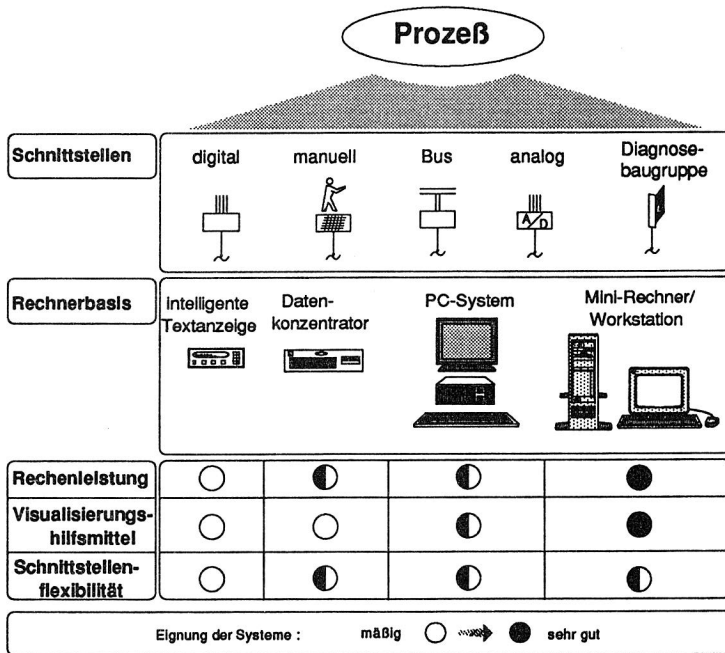 Prozeß
Schnittstellen
digital
manuell
Bus
analog
Diagnose-
baugruppe
A/D
Rechnerbasis
intelligente
Textanzeige
Daten-
konzentrator
PC-System
Mini-Rechner/
Workstation
Rechenleistung
Visualisierungs-
hilfsmittel
Schnittstellen-
flexibilität
Eignung der Systeme : mäßig sehr gut